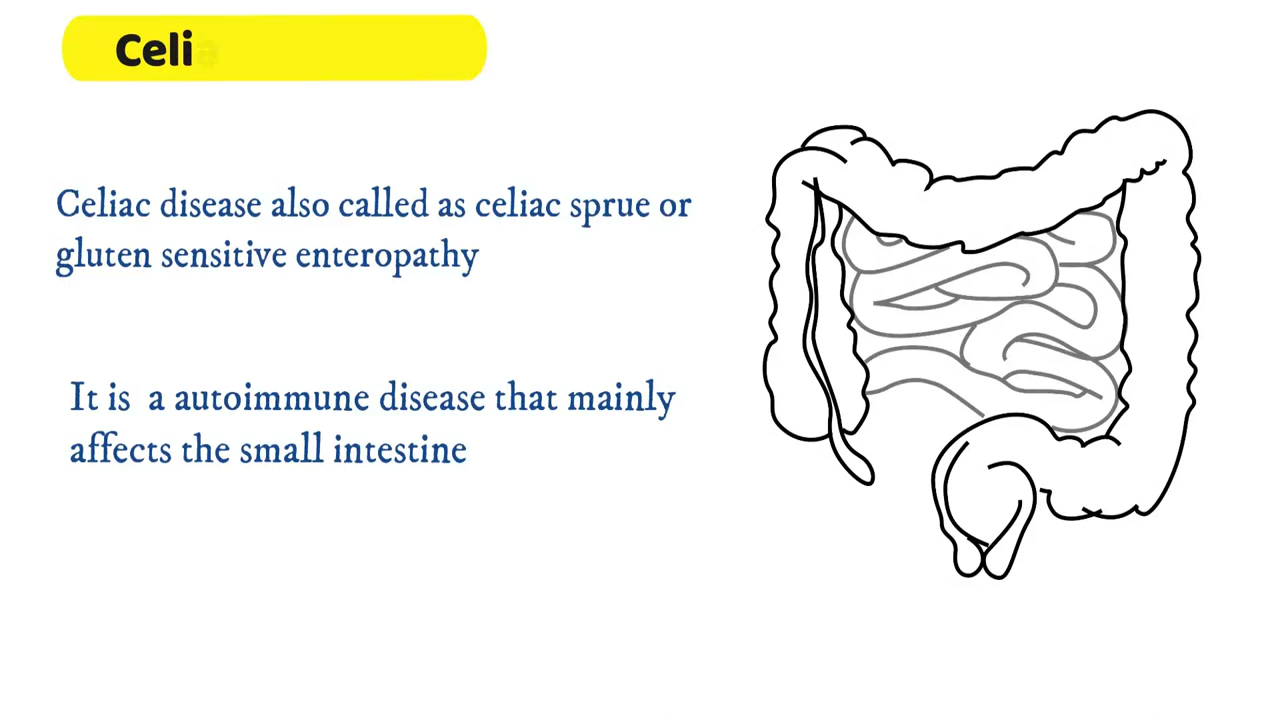 Celia
Celiac disease also called as celiac sprue or
gluten sensitive enteropathy
It is a autoimmune disease that mainly
affects the small intestine